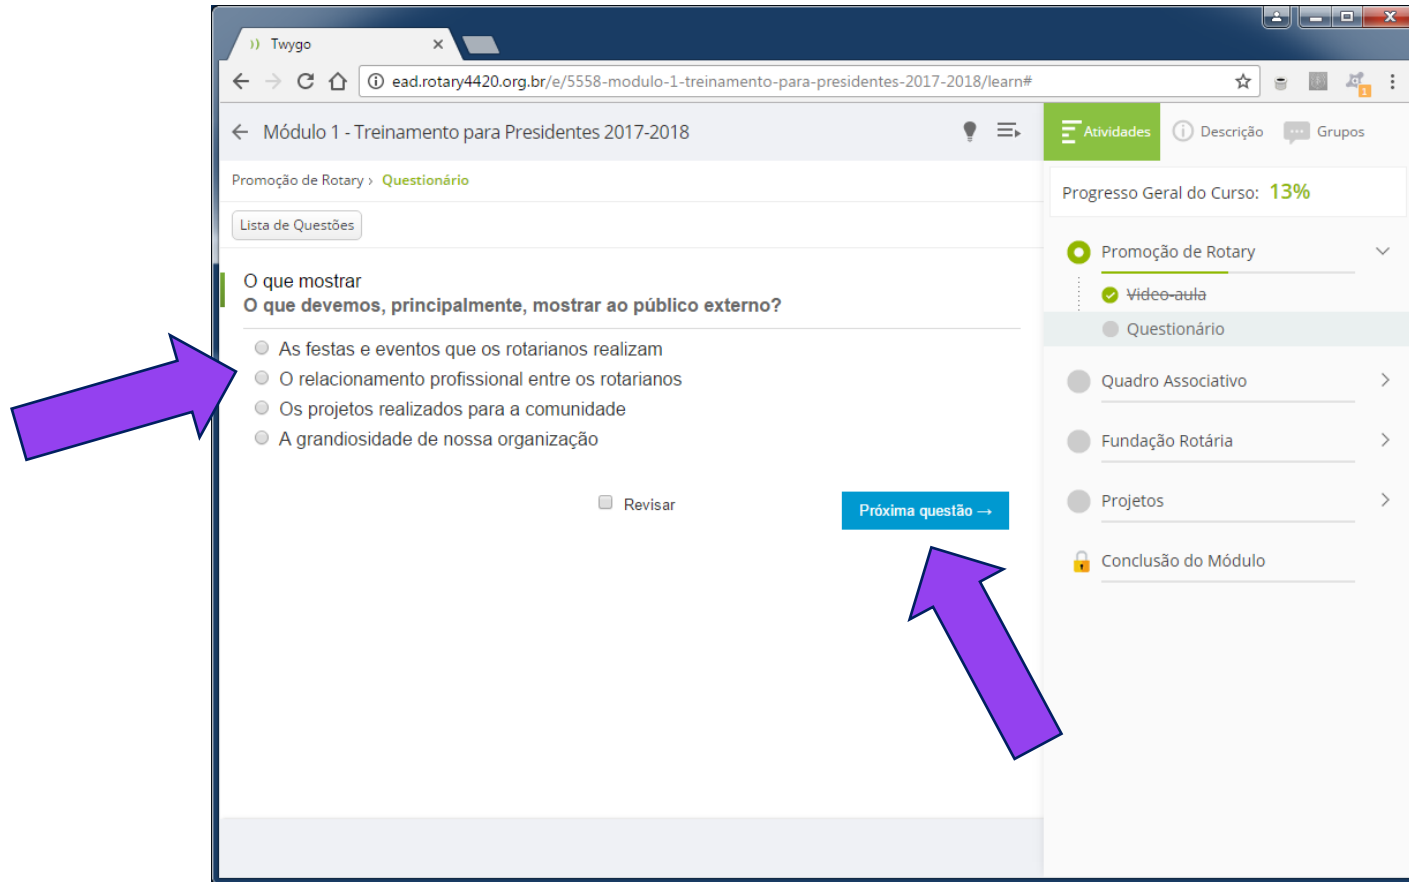 Twygo
ead.rotary4420.org.br/e/5558-modulo-1-treinamento-para-presidentes-2017-2018/learn#
1
Módulo 1 - Treinamento para Presidentes 2017-2018
Atividades
Descrição
Grupos
Promoção de Rotary › Questionário
Progresso Geral do Curso: 13%
Lista de Questões
O que mostrar
O que devemos, principalmente, mostrar ao público externo?
As festas e eventos que os rotarianos realizam
O relacionamento profissional entre os rotarianos
Os projetos realizados para a comunidade
A grandiosidade de nossa organização
Revisar
Próxima questão →
Promoção de Rotary
Video-aula
Questionário
Quadro Associativo
Fundação Rotária
Projetos
Conclusão do Módulo